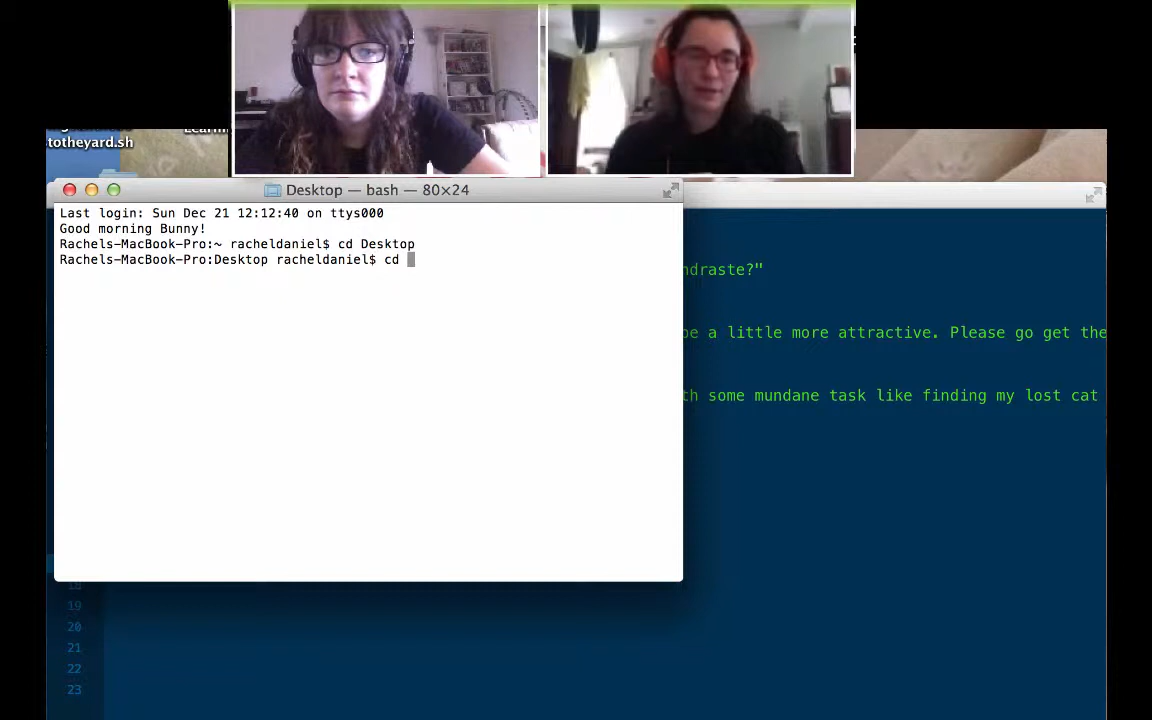 totheyard.sh
Desktop — bash — 80×24
Last login: Sun Dec 21 12:12:40 on ttys000
Good morning Bunny!
Rachels-MacBook-Pro:~ racheldaniel$ cd Desktop
Rachels-MacBook-Pro:Desktop racheldaniel$ cd
ndraste?"
be a little more attractive. Please go get the
th some mundane task like finding my lost cat
18
19
20
21
22
23